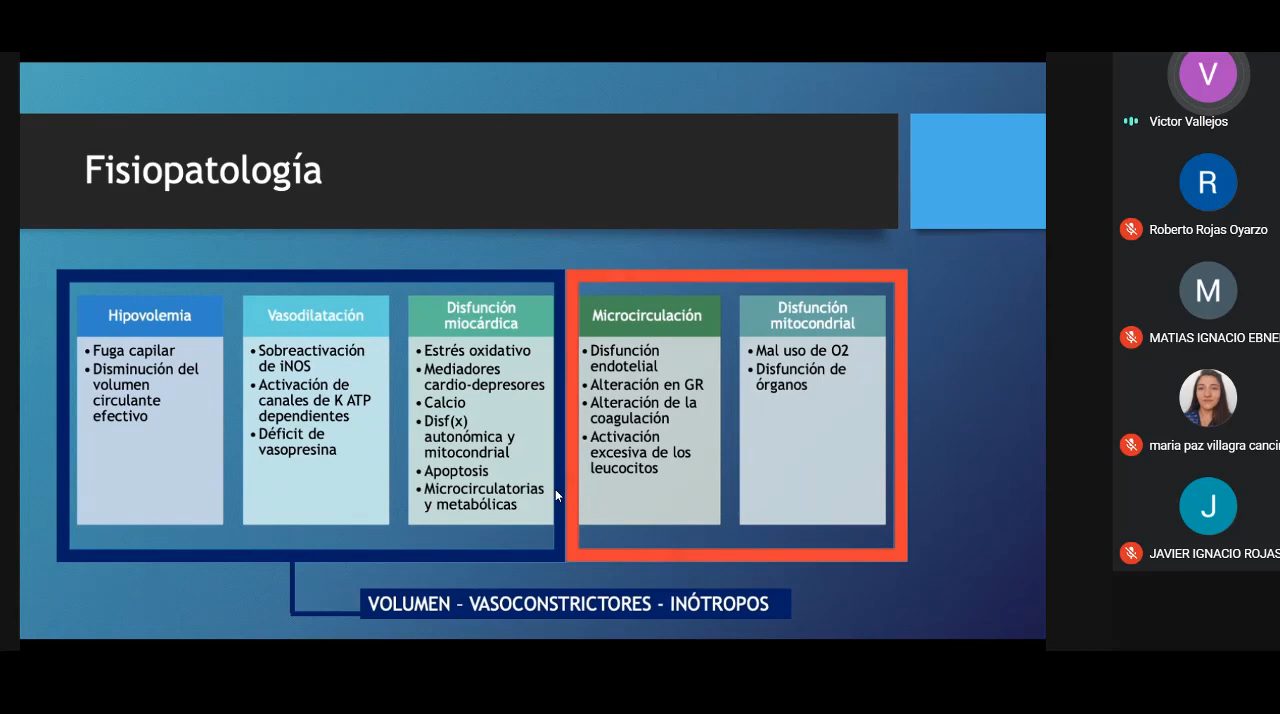 Fisiopatología
Hipovolemia
• Fuga capilar
• Disminución del
volumen
circulante
efectivo
Vasodilatación
• Sobreactivación
de iNOS
• Activación de
canales de K ATP
dependientes
• Déficit de
vasopresina
Disfunción
miocárdica
• Estrés oxidativo
• Mediadores
cardio-depresores
• Calcio
• Disf(x)
autonómica y
mitocondrial
• Apoptosis
• Microcirculatorias
y metabólicas
Microcirculación
• Disfunción
endotelial
• Alteración en GR
• Alteración de la
coagulación
• Activación
excesiva de los
leucocitos
Disfunción
mitocondrial
• Mal uso de O2
• Disfunción de
órganos
VOLUMEN – VASOCONSTRICTORES - INÓTROPOS
V
Victor Vallejos
R
Roberto Rojas Oyarzo
M
MATIAS IGNACIO EBNE
maria paz villagra canci
J
JAVIER IGNACIO ROJAS